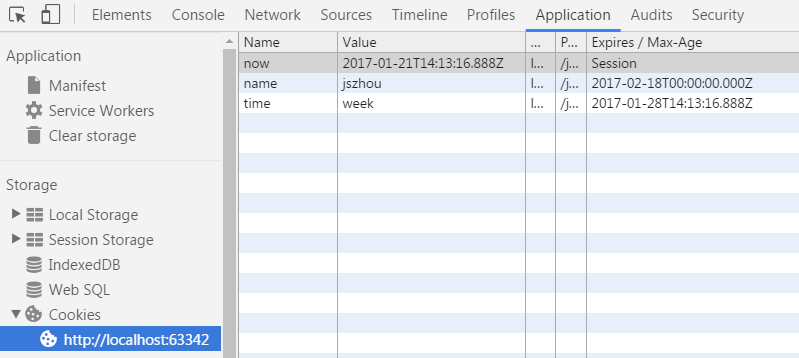 Elements Console Network Sources Timeline Profiles Application Audits Security
Application
Manifest
Service Workers
Clear storage
Storage
Local Storage
Session Storage
IndexedDB
Web SQL
Cookies
http://localhost:63342
Name Value ... P... Expires / Max-Age
now 2017-01-21T14:13:16.888Z l... /j... Session
name jszhou l... /j... 2017-02-18T00:00:00.000Z
time week l... /j... 2017-01-28T14:13:16.888Z